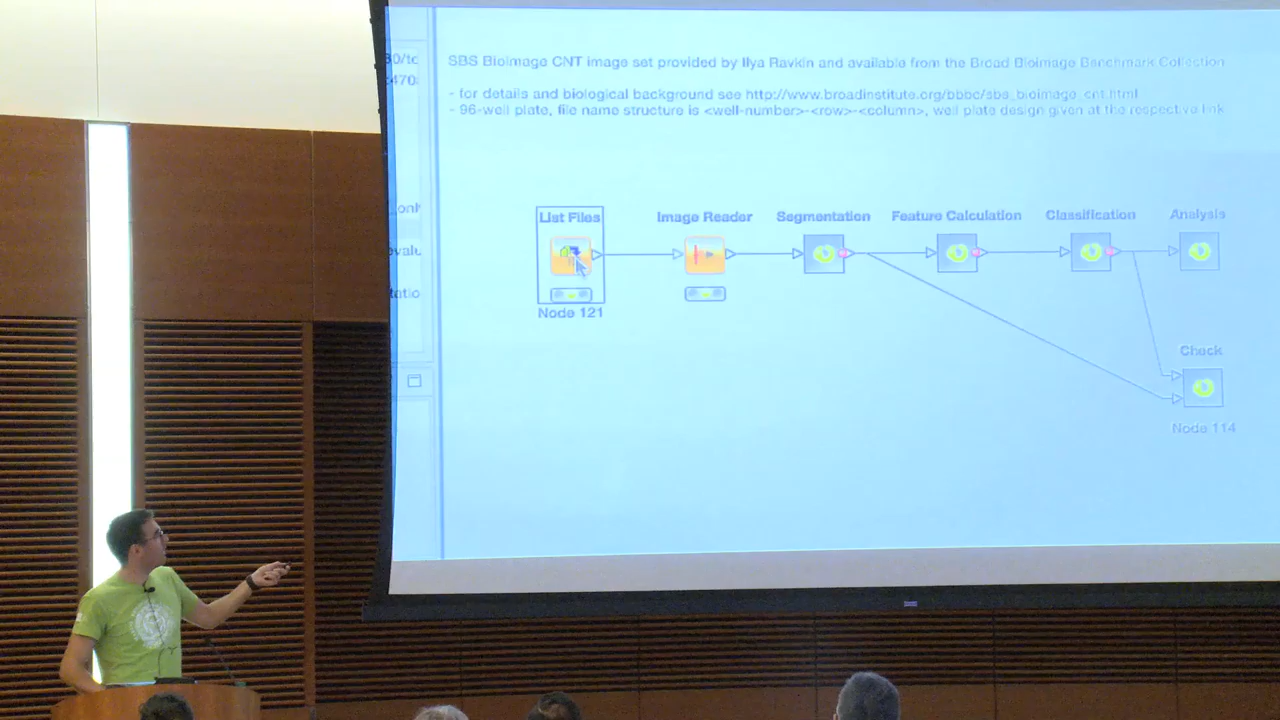 SBS Bioimage CNT image set provided by Ilya Ravkin and available from the Broad Bioimage Benchmark Collection
- for details and biological background see http://www.broadinstitute.org/bbbc/sbs_bioimage_cnt.html
- 96-well plate, file name structure is <well-number>-<row>-<column>, well plate design given at the respective link
List Files
Image Reader
Segmentation
Feature Calculation
Classification
Analysis
Node 121
Check
Node 114